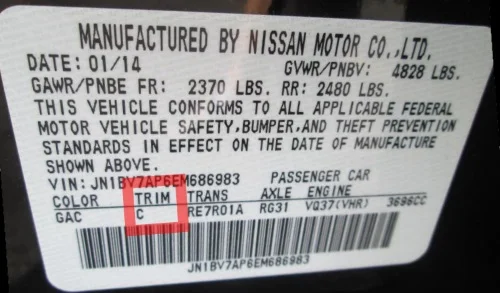 MANUFACTURED BY NISSAN MOTOR CO.,LTD.
DATE: 01/14 GVWR/PNBV: 4828 LBS.
GAWR/PNBE FR: 2370 LBS. RR: 2480 LBS.
THIS VEHICLE CONFORMS TO ALL APPLICABLE FEDERAL
MOTOR VEHICLE SAFETY,BUMPER,AND THEFT PREVENTION
STANDARDS IN EFFECT ON THE DATE OF MANUFACTURE
SHOWN ABOVE.
VIN: JN1BV7AP6EM686983 PASSENGER CAR
COLOR TRIM TRANS AXLE ENGINE
GAC C RE7R01A RG31 VQ37(VHR) 3696CC
JN1BV7AP6EM686983